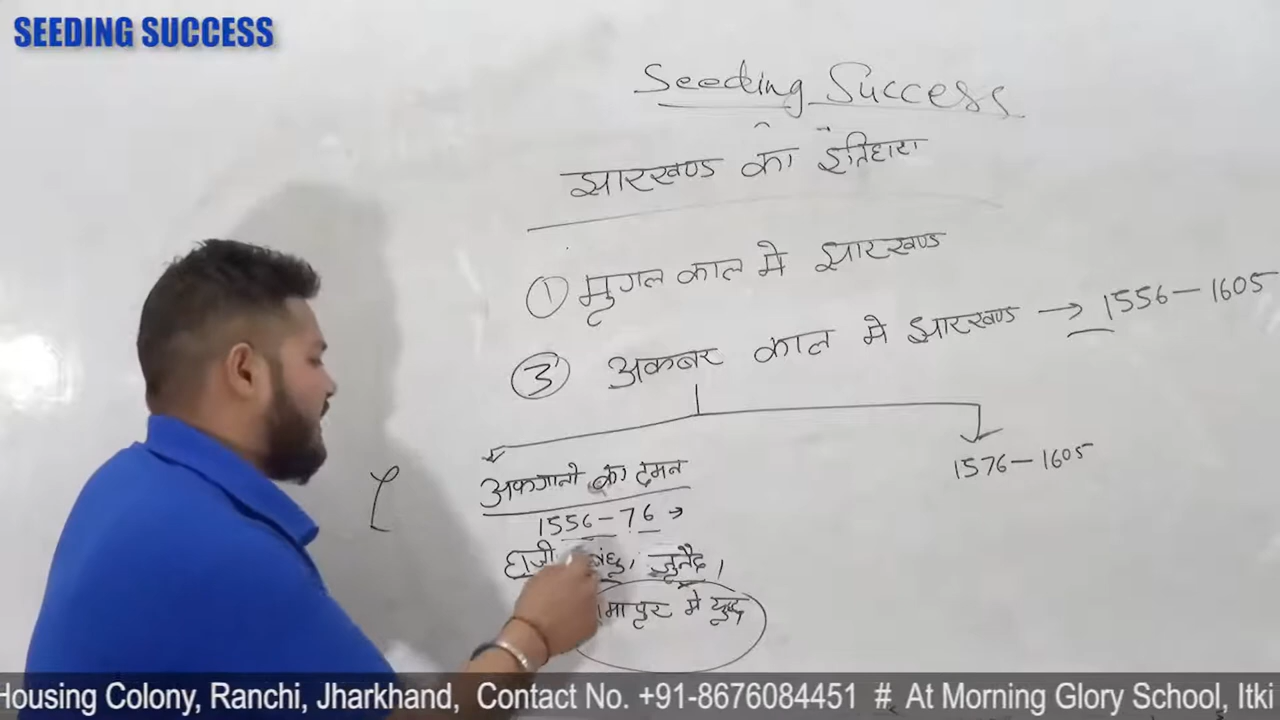 SEEDING SUCCESS
Seeding Success
झारखण्ड का इतिहास
① मुगल काल मे झारखण्ड
③ अकबर काल मे झारखण्ड → 1556 – 1605
अफगानो का दमन
1556 – 76 →
1576 – 1605
हाजी बंधु, जुनैद,
मे युद्ध
Housing Colony, Ranchi, Jharkhand, Contact No. +91-8676084451 # At Morning Glory School, Itki